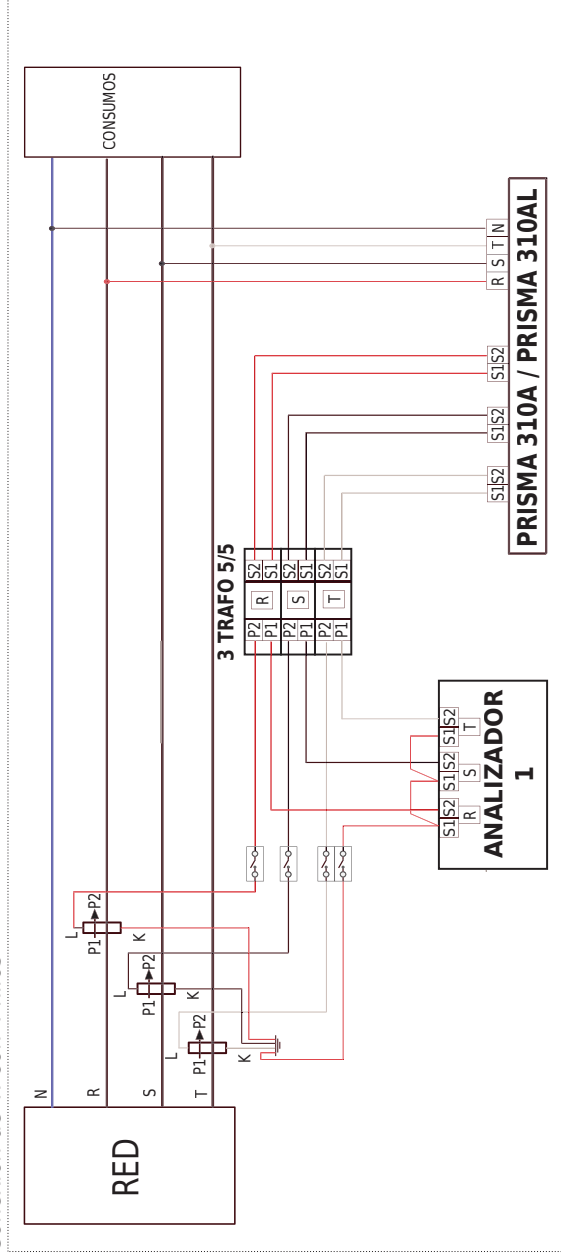 N
L
R
P1 P2
CONSUMOS
L
RED
K
S
P1 P2
L
K
T
P1 P2
3 TRAFO 5/5
K
P2 S2
R
P1 S1
P2 S2
S
P1 S1
P2 S2
T
P1 S1
S1 S2 S1 S2 S1 S2
R S T
ANALIZADOR
1
S1 S2 S1 S2 S1 S2 R S T N
PRISMA 310A / PRISMA 310AL